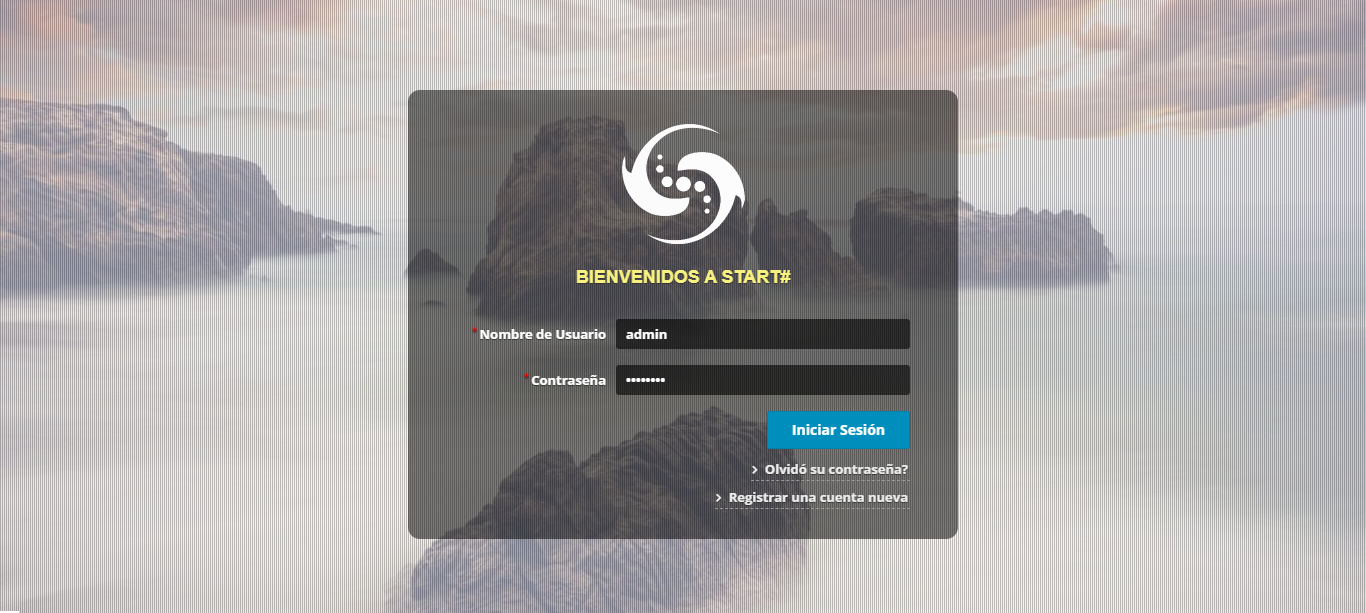 BIENVENIDOS A START#
*Nombre de Usuario admin
*Contraseña ••••••••
Iniciar Sesión
› Olvidó su contraseña?
› Registrar una cuenta nueva